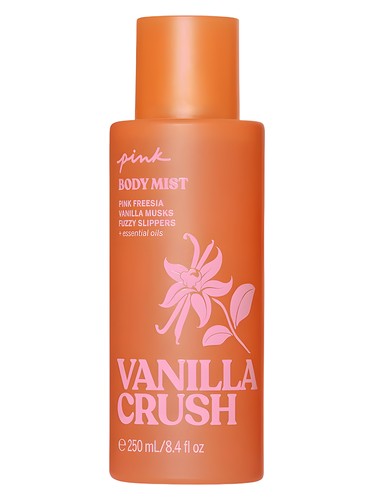 pink
BODY MIST
PINK FREESIA
VANILLA MUSKS
FUZZY SLIPPERS
+ essential oils
VANILLA
CRUSH
℮ 250 mL/8.4 fl oz